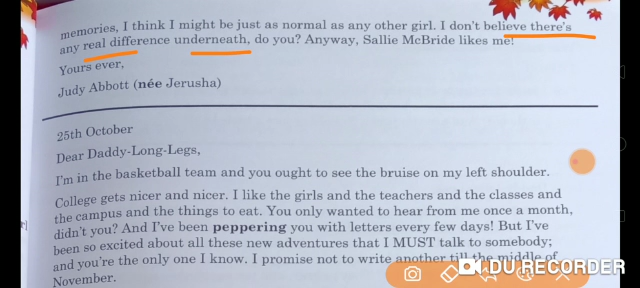 memories, I think I might be just as normal as any other girl. I don't believe there's
any real difference underneath, do you? Anyway, Sallie McBride likes me!
Yours ever,
Judy Abbott (née Jerusha)
25th October
Dear Daddy-Long-Legs,
I'm in the basketball team and you ought to see the bruise on my left shoulder.
College gets nicer and nicer. I like the girls and the teachers and the classes and
the campus and the things to eat. You only wanted to hear from me once a month,
didn't you? And I've been peppering you with letters every few days! But I've
been so excited about all these new adventures that I MUST talk to somebody;
and you're the only one I know. I promise not to write another till the middle of
November.
DU RECORDER